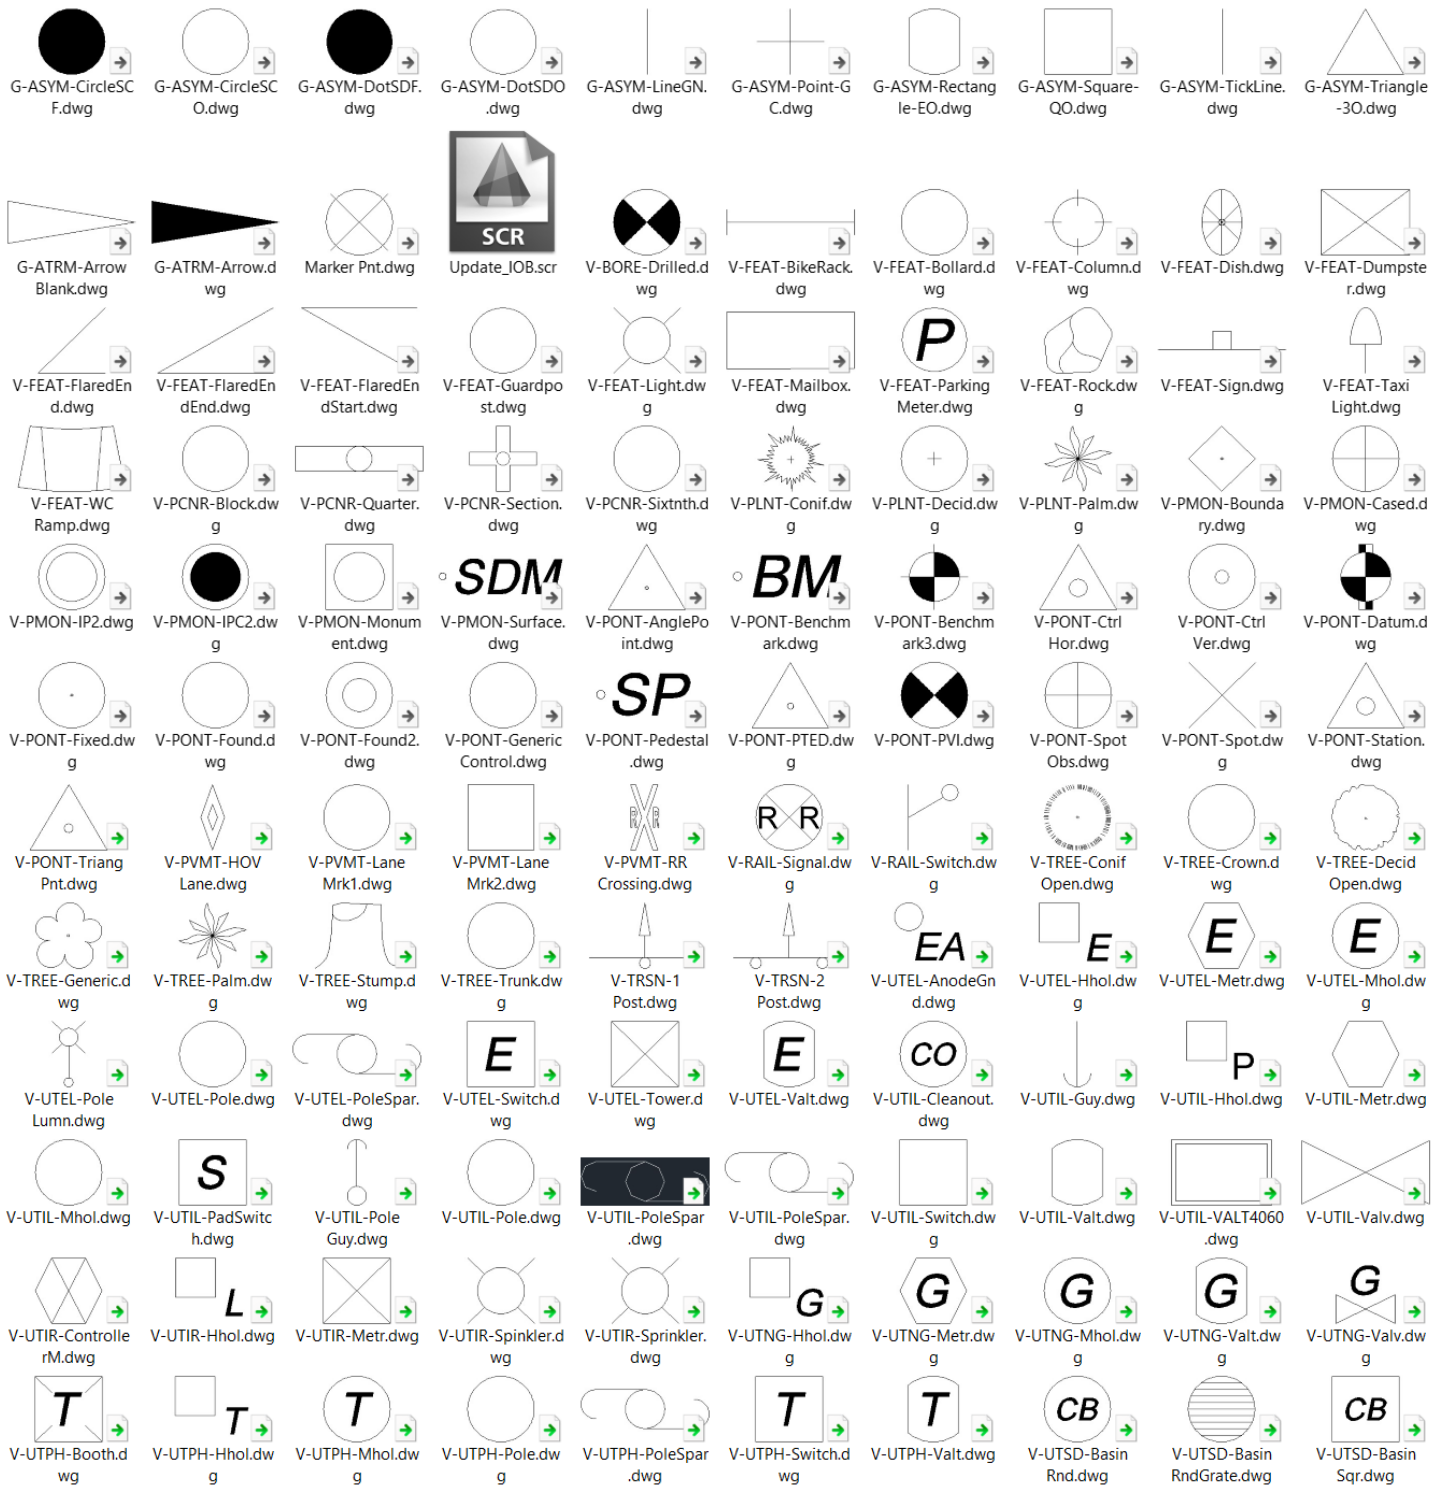 G-ASYM-CircleSC G-ASYM-CircleSC G-ASYM-DotSDF. G-ASYM-DotSDO G-ASYM-LineGN. G-ASYM-Point-G G-ASYM-Rectang G-ASYM-Square- G-ASYM-TickLine. G-ASYM-Triangle
F.dwg O.dwg dwg .dwg dwg C.dwg le-EO.dwg QO.dwg dwg -3O.dwg
SCR
G-ATRM-Arrow G-ATRM-Arrow.d Marker Pnt.dwg Update_IOB.scr V-BORE-Drilled.d V-FEAT-BikeRack. V-FEAT-Bollard.d V-FEAT-Column.d V-FEAT-Dish.dwg V-FEAT-Dumpste
Blank.dwg wg wg dwg wg wg r.dwg
P
V-FEAT-FlaredEn V-FEAT-FlaredEn V-FEAT-FlaredEn V-FEAT-Guardpo V-FEAT-Light.dw V-FEAT-Mailbox. V-FEAT-Parking V-FEAT-Rock.dw V-FEAT-Sign.dwg V-FEAT-Taxi
d.dwg dEnd.dwg dStart.dwg st.dwg g dwg Meter.dwg g Light.dwg
V-FEAT-WC V-PCNR-Block.dw V-PCNR-Quarter. V-PCNR-Section. V-PCNR-Sixtnth.d V-PLNT-Conif.dw V-PLNT-Decid.dw V-PLNT-Palm.dw V-PMON-Bounda V-PMON-Cased.d
Ramp.dwg g dwg dwg wg g g g ry.dwg wg
SDM BM
V-PMON-IP2.dwg V-PMON-IPC2.dw V-PMON-Monum V-PMON-Surface. V-PONT-AnglePo V-PONT-Benchm V-PONT-Benchm V-PONT-Ctrl V-PONT-Ctrl V-PONT-Datum.d
g ent.dwg dwg int.dwg ark.dwg ark3.dwg Hor.dwg Ver.dwg wg
SP
V-PONT-Fixed.dw V-PONT-Found.d V-PONT-Found2. V-PONT-Generic V-PONT-Pedestal V-PONT-PTED.dw V-PONT-PVI.dwg V-PONT-Spot V-PONT-Spot.dw V-PONT-Station.
g wg dwg Control.dwg .dwg g Obs.dwg g dwg
R R R R
V-PONT-Triang V-PVMT-HOV V-PVMT-Lane V-PVMT-Lane V-PVMT-RR V-RAIL-Signal.dw V-RAIL-Switch.dw V-TREE-Conif V-TREE-Crown.d V-TREE-Decid
Pnt.dwg Lane.dwg Mrk1.dwg Mrk2.dwg Crossing.dwg g g Open.dwg wg Open.dwg
EA E E E
V-TREE-Generic.d V-TREE-Palm.dw V-TREE-Stump.d V-TREE-Trunk.dw V-TRSN-1 V-TRSN-2 V-UTEL-AnodeGn V-UTEL-Hhol.dw V-UTEL-Metr.dwg V-UTEL-Mhol.dw
wg g wg g Post.dwg Post.dwg d.dwg g g
E E CO P
V-UTEL-Pole V-UTEL-Pole.dwg V-UTEL-PoleSpar. V-UTEL-Switch.d V-UTEL-Tower.d V-UTEL-Valt.dwg V-UTIL-Cleanout. V-UTIL-Guy.dwg V-UTIL-Hhol.dwg V-UTIL-Metr.dwg
Lumn.dwg dwg wg wg dwg
S
V-UTIL-Mhol.dwg V-UTIL-PadSwitc V-UTIL-Pole V-UTIL-Pole.dwg V-UTIL-PoleSpar V-UTIL-PoleSpar. V-UTIL-Switch.dw V-UTIL-Valt.dwg V-UTIL-VALT4060 V-UTIL-Valv.dwg
h.dwg Guy.dwg .dwg dwg g .dwg
L G G G G G
V-UTIR-Controlle V-UTIR-Hhol.dwg V-UTIR-Metr.dwg V-UTIR-Spinkler.d V-UTIR-Sprinkler. V-UTNG-Hhol.dw V-UTNG-Metr.dw V-UTNG-Mhol.dw V-UTNG-Valt.dw V-UTNG-Valv.dw
rM.dwg wg dwg g g g g g
T T T T T CB CB
V-UTPH-Booth.d V-UTPH-Hhol.dw V-UTPH-Mhol.dw V-UTPH-Pole.dw V-UTPH-PoleSpar V-UTPH-Switch.d V-UTPH-Valt.dwg V-UTSD-Basin V-UTSD-Basin V-UTSD-Basin
wg g g g .dwg wg Rnd.dwg RndGrate.dwg Sqr.dwg